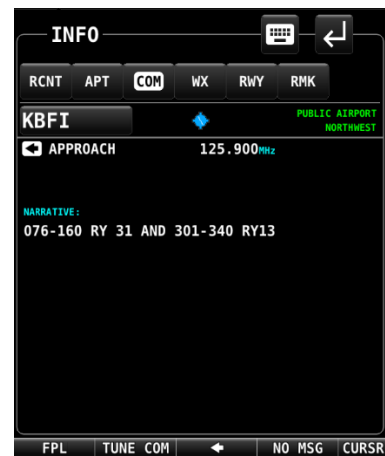 INFO
RCNT APT COM WX RWY RMK
KBFI
PUBLIC AIRPORT
NORTHWEST
APPROACH 125.900MHz
NARRATIVE:
076-160 RY 31 AND 301-340 RY13
FPL TUNE COM NO MSG CURSR